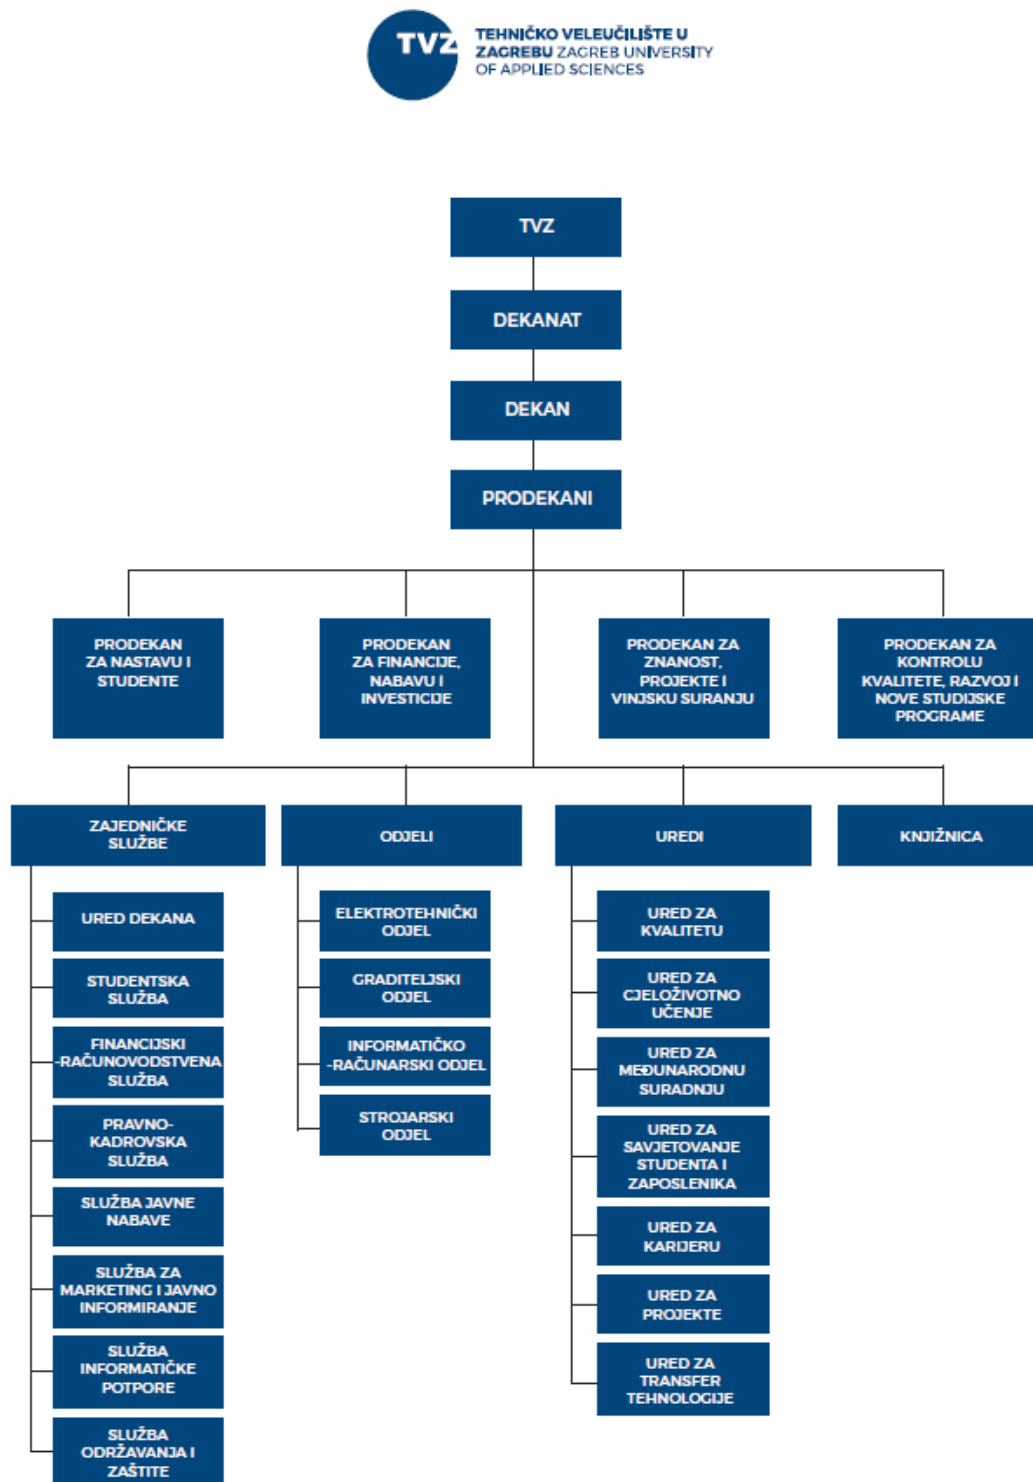 TVZ
TEHNIČKO VELEUČILIŠTE U
ZAGREBU ZAGREB UNIVERSITY
OF APPLIED SCIENCES
TVZ
DEKANAT
DEKAN
PRODEKANI
PRODEKAN
ZA NASTAVU I
STUDENTE
PRODEKAN
ZA FINANCIJE,
NABAVU I
INVESTICIJE
PRODEKAN ZA
ZNANOST,
PROJEKTE I
VINJSKU SURANJU
PRODEKAN ZA
KONTROLU
KVALITETE, RAZVOJ I
NOVE STUDIJSKE
PROGRAME
ZAJEDNIČKE
SLUŽBE
URED DEKANA
STUDENTSKA
SLUŽBA
FINANCIJSKI
-RAČUNOVODSTVENA
SLUŽBA
PRAVNO-
KADROVSKA
SLUŽBA
SLUŽBA JAVNE
NABAVE
SLUŽBA ZA
MARKETING I JAVNO
INFORMIRANJE
SLUŽBA
INFORMATIČKE
POTPORE
SLUŽBA
ODRŽAVANJA I
ZAŠTITE
ODJELI
ELEKTROTEHNIČKI
ODJEL
GRADITELJSKI
ODJEL
INFORMATIČKO
-RAČUNARSKI ODJEL
STROJARSKI
ODJEL
UREDI
URED ZA
KVALITETU
URED ZA
CJELOŽIVOTNO
UČENJE
URED ZA
MEĐUNARODNU
SURADNJU
URED ZA
SAVJETOVANJE
STUDENTA I
ZAPOSLENIKA
URED ZA
KARIJERU
URED ZA
PROJEKTE
URED ZA
TRANSFER
TEHNOLOGIJE
KNJIŽNICA